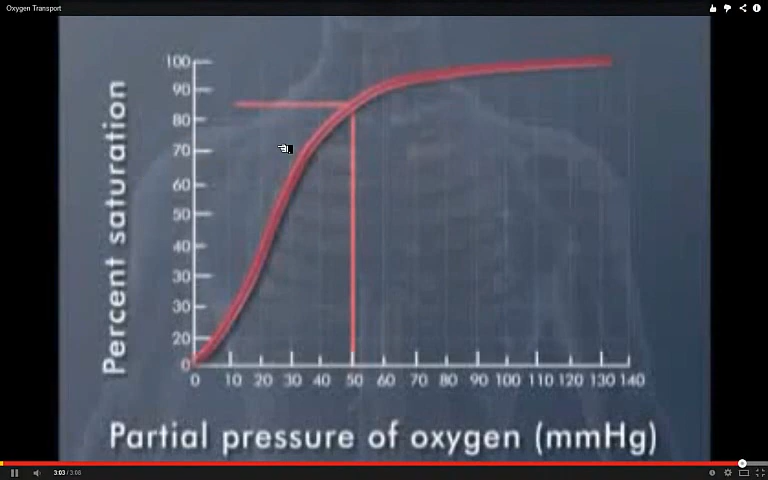 Oxygen Transport
Percent saturation
100
90
80
70
60
50
40
30
30
20
0
0 10 20 30 40 50 60 70 80 90 100 110 120 130 140
Partial pressure of oxygen (mmHg)
3:03 / 3:08